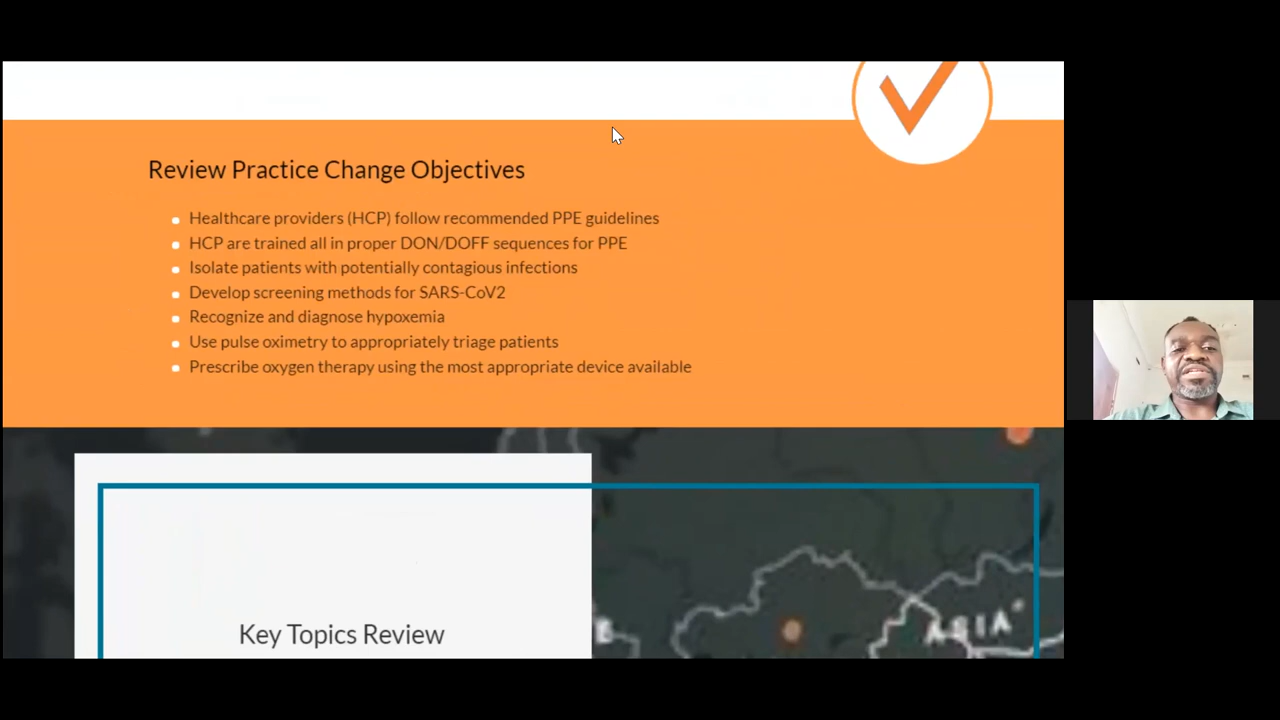 Review Practice Change Objectives
Healthcare providers (HCP) follow recommended PPE guidelines
HCP are trained all in proper DON/DOFF sequences for PPE
Isolate patients with potentially contagious infections
Develop screening methods for SARS-CoV2
Recognize and diagnose hypoxemia
Use pulse oximetry to appropriately triage patients
Prescribe oxygen therapy using the most appropriate device available
ASIA
Key Topics Review